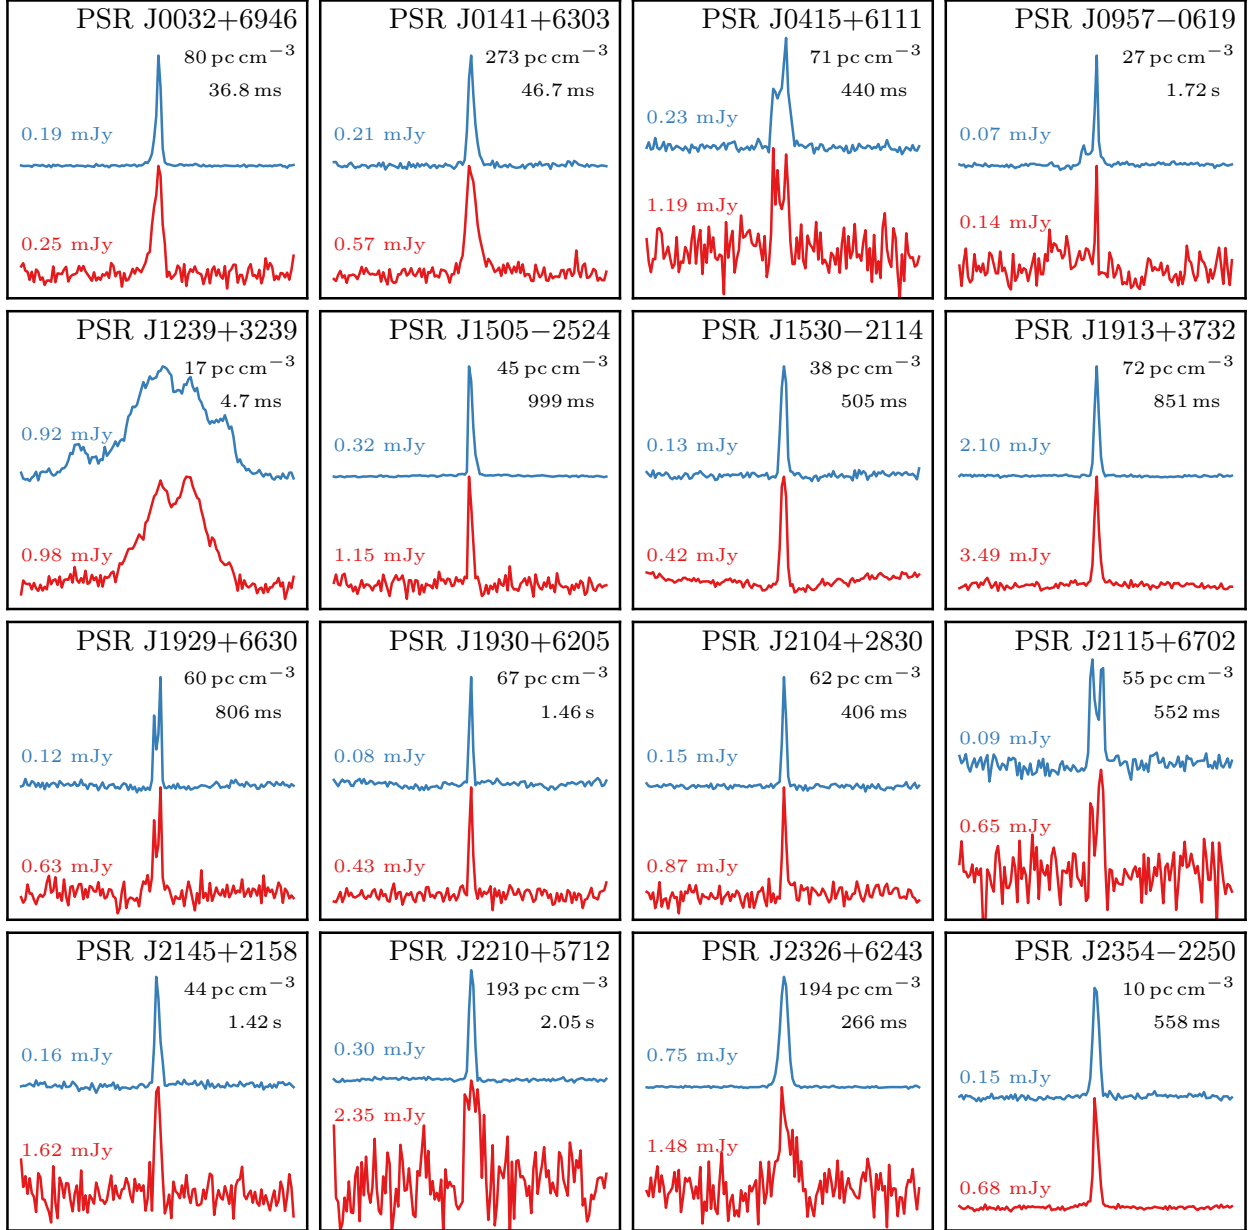 PSR J0032+6946
80 pc cm−3
36.8 ms
0.19 mJy
0.25 mJy
PSR J0141+6303
273 pc cm−3
46.7 ms
0.21 mJy
0.57 mJy
PSR J0415+6111
71 pc cm−3
440 ms
0.23 mJy
1.19 mJy
PSR J0957−0619
27 pc cm−3
1.72 s
0.07 mJy
0.14 mJy
PSR J1239+3239
17 pc cm−3
4.7 ms
0.92 mJy
0.98 mJy
PSR J1505−2524
45 pc cm−3
999 ms
0.32 mJy
1.15 mJy
PSR J1530−2114
38 pc cm−3
505 ms
0.13 mJy
0.42 mJy
PSR J1913+3732
72 pc cm−3
851 ms
2.10 mJy
3.49 mJy
PSR J1929+6630
60 pc cm−3
806 ms
0.12 mJy
0.63 mJy
PSR J1930+6205
67 pc cm−3
1.46 s
0.08 mJy
0.43 mJy
PSR J2104+2830
62 pc cm−3
406 ms
0.15 mJy
0.87 mJy
PSR J2115+6702
55 pc cm−3
552 ms
0.09 mJy
0.65 mJy
PSR J2145+2158
44 pc cm−3
1.42 s
0.16 mJy
1.62 mJy
PSR J2210+5712
193 pc cm−3
2.05 s
0.30 mJy
2.35 mJy
PSR J2326+6243
194 pc cm−3
266 ms
0.75 mJy
1.48 mJy
PSR J2354−2250
10 pc cm−3
558 ms
0.15 mJy
0.68 mJy